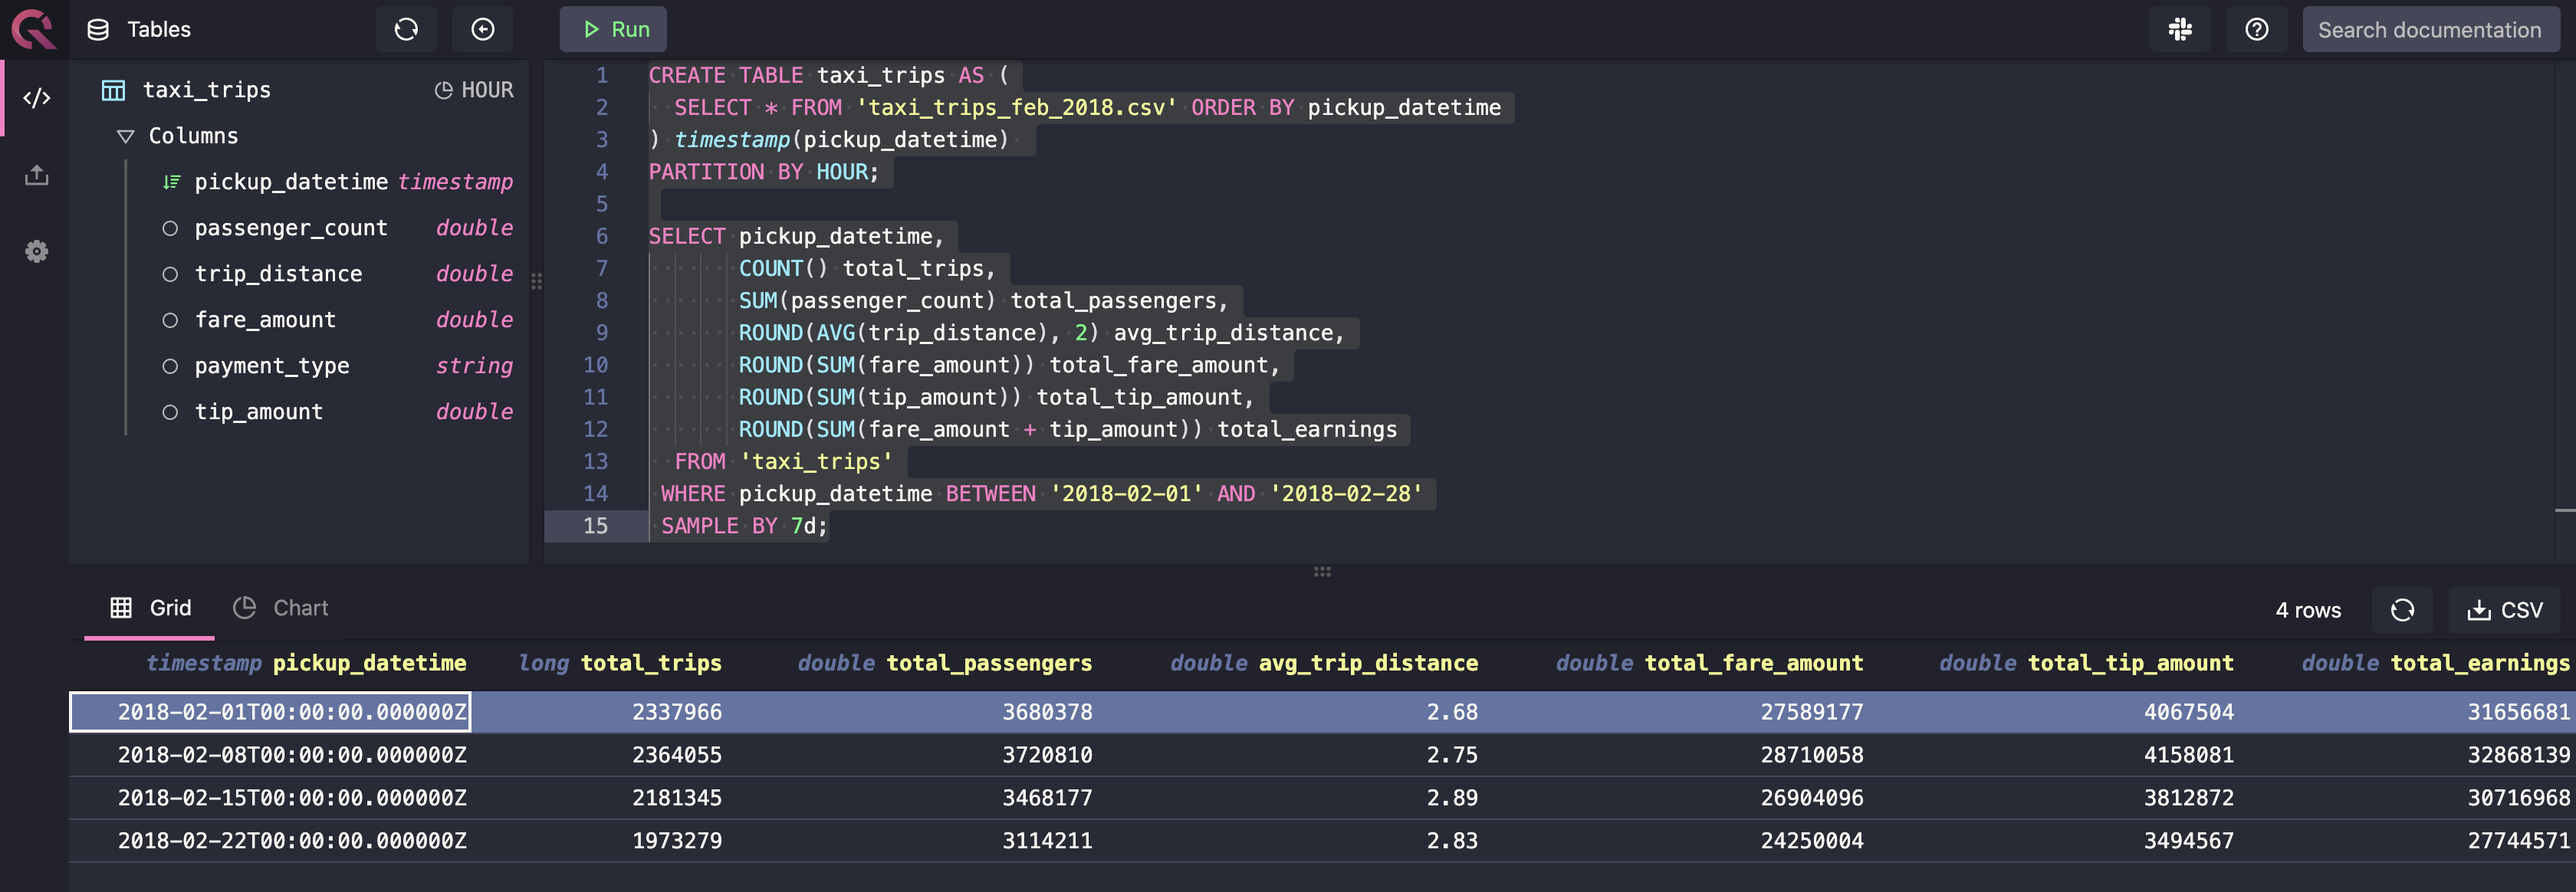 Tables
Run
Search documentation
taxi_trips HOUR
Columns
pickup_datetime timestamp
passenger_count double
trip_distance double
fare_amount double
payment_type string
tip_amount double
1 CREATE TABLE taxi_trips AS (
2 SELECT * FROM 'taxi_trips_feb_2018.csv' ORDER BY pickup_datetime
3 ) timestamp(pickup_datetime)
4 PARTITION BY HOUR;
5
6 SELECT pickup_datetime,
7 COUNT() total_trips,
8 SUM(passenger_count) total_passengers,
9 ROUND(AVG(trip_distance), 2) avg_trip_distance,
10 ROUND(SUM(fare_amount)) total_fare_amount,
11 ROUND(SUM(tip_amount)) total_tip_amount,
12 ROUND(SUM(fare_amount + tip_amount)) total_earnings
13 FROM 'taxi_trips'
14 WHERE pickup_datetime BETWEEN '2018-02-01' AND '2018-02-28'
15 SAMPLE BY 7d;
Grid Chart 4 rows CSV
timestamp pickup_datetime long total_trips double total_passengers double avg_trip_distance double total_fare_amount double total_tip_amount double total_earnings
2018-02-01T00:00:00.000000Z 2337966 3680378 2.68 27589177 4067504 31656681
2018-02-08T00:00:00.000000Z 2364055 3720810 2.75 28710058 4158081 32868139
2018-02-15T00:00:00.000000Z 2181345 3468177 2.89 26904096 3812872 30716968
2018-02-22T00:00:00.000000Z 1973279 3114211 2.83 24250004 3494567 27744571